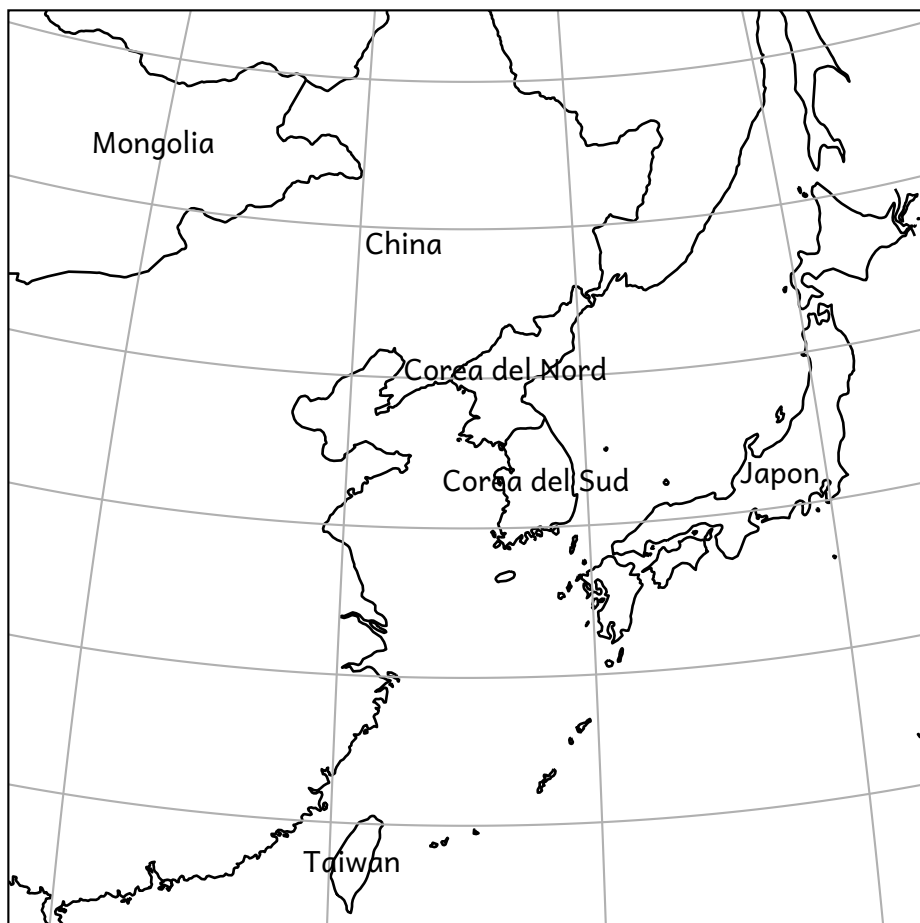 Mongolia
China
Corea del Nord
Corea del Sud
Japon
Taiwan